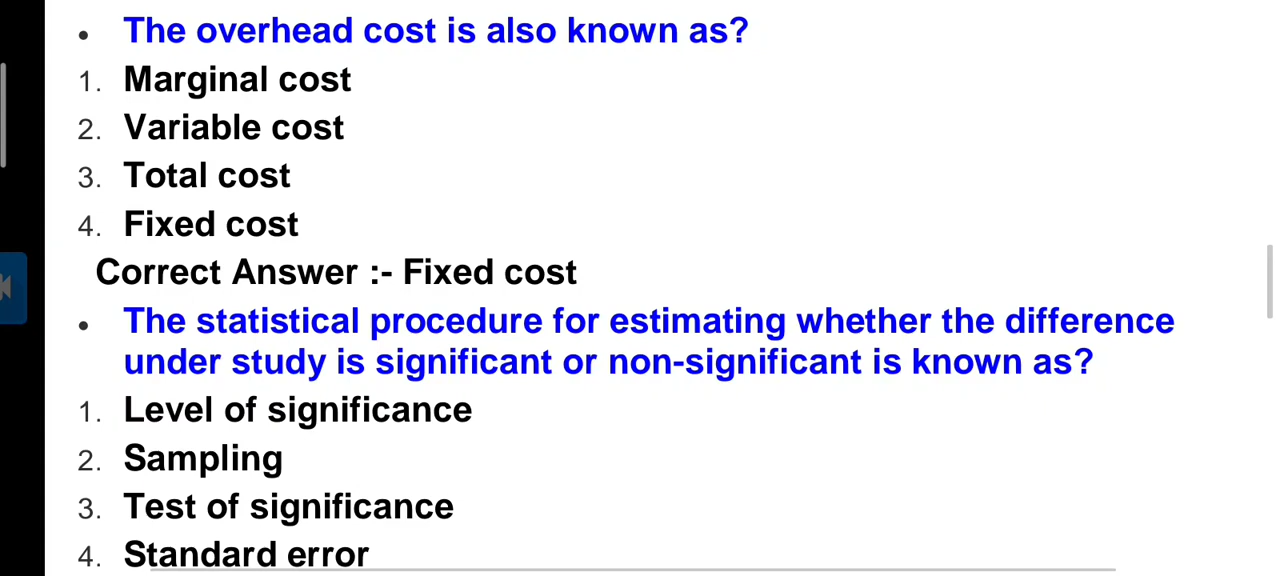 • The overhead cost is also known as?
1. Marginal cost
2. Variable cost
3. Total cost
4. Fixed cost
Correct Answer :- Fixed cost
• The statistical procedure for estimating whether the difference
under study is significant or non-significant is known as?
1. Level of significance
2. Sampling
3. Test of significance
4. Standard error